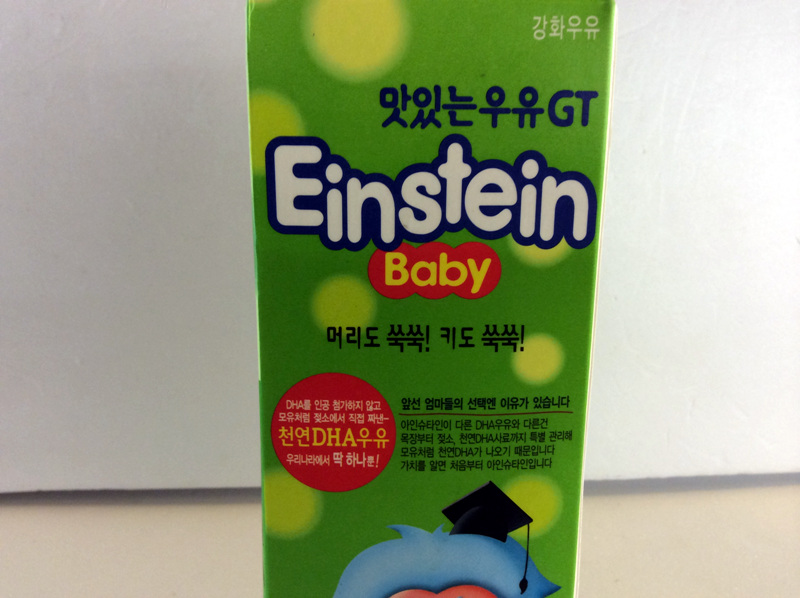 강화우유
맛있는우유GT
Einstein
Baby
머리도 쑥쑥! 키도 쑥쑥!
DHA를 인공 첨가하지 않고
모유처럼 젖소에서 직접 짜낸~
천연DHA우유
우리나라에서 딱 하나뿐!
앞선 엄마들의 선택엔 이유가 있습니다
아인슈타인이 다른 DHA우유와 다른건
목장부터 젖소, 천연DHA사료까지 특별 관리해
모유처럼 천연DHA가 나오기 때문입니다
가치를 알면 처음부터 아인슈타인입니다